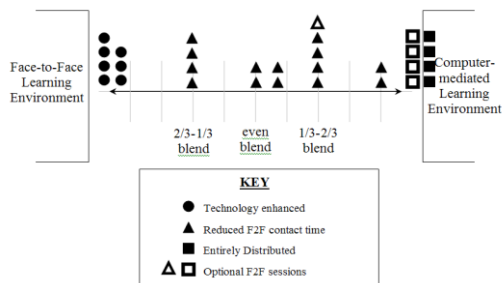 Face-to-Face
Learning
Environment
Computer-
mediated
Learning
Environment
2/3-1/3
blend
even
blend
1/3-2/3
blend
KEY
Technology enhanced
Reduced F2F contact time
Entirely Distributed
Optional F2F sessions